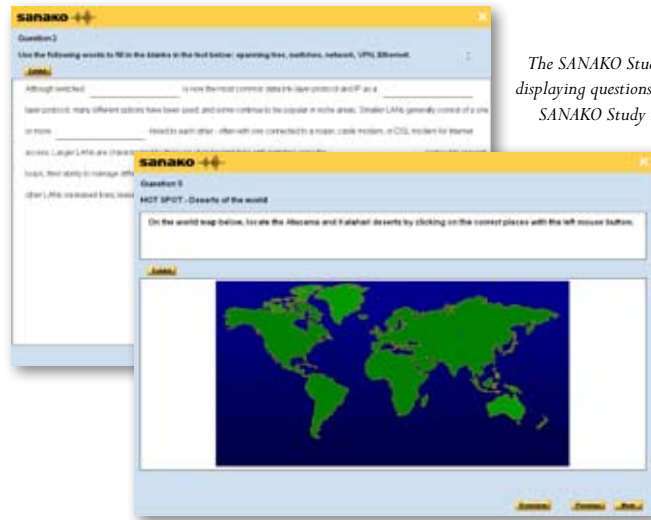 sanako
Question 2
Use the following words to fill in the blanks in the text below: spanning tree, switches, network, VPN, Ethernet.
Although switched is now the most common data link layer protocol and IP as a
layer protocol, many different options have been used, and some continue to be popular in niche areas. Smaller LANs generally consist of a one
or more linked to each other - often with one connected to a router, cable modem, or DSL modem for Internet
access. Larger LANs are
loops, their ability to manage
other LANs via leased lines,
The SANAKO Stud
displaying questions
SANAKO Study
sanako
Question 5
HOT SPOT - Deserts of the world
On the world map below, locate the Atacama and Kalahari deserts by clicking on the correct places with the left mouse button.
Previous